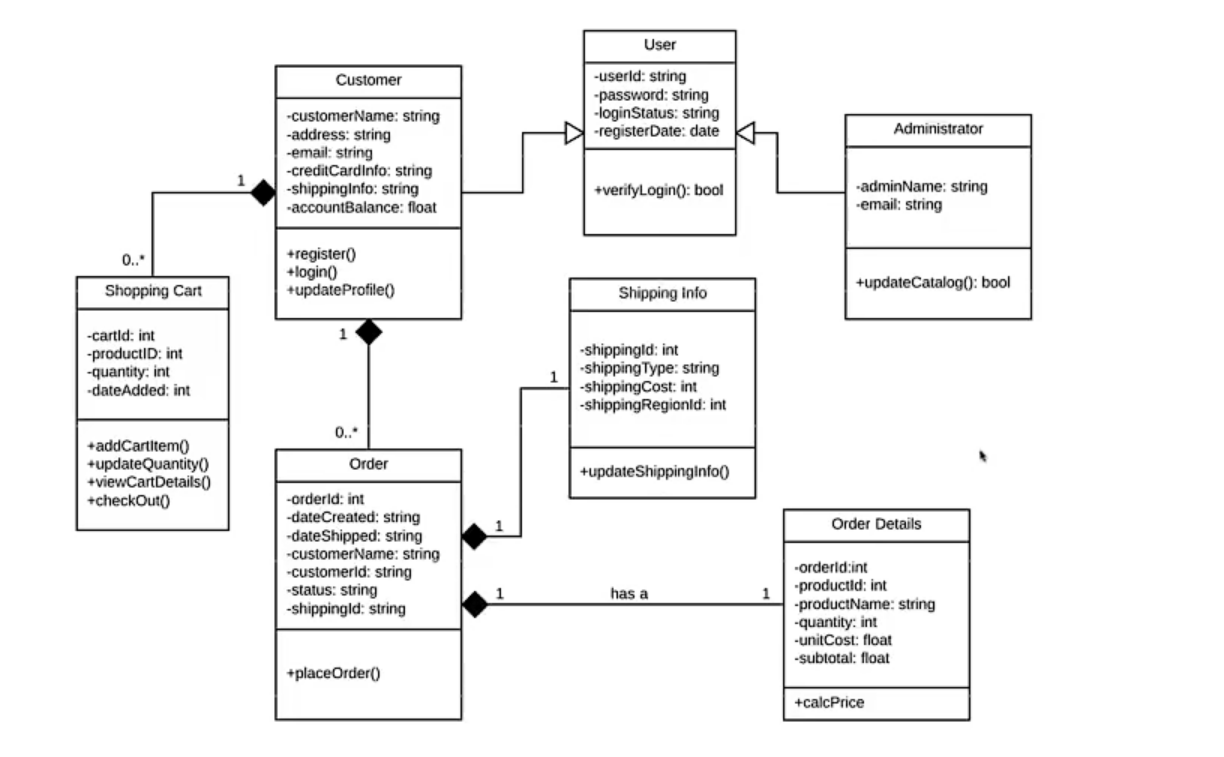 User
-userId: string
-password: string
-loginStatus: string
-registerDate: date
+verifyLogin(): bool
Customer
-customerName: string
-address: string
-email: string
-creditCardInfo: string
-shippingInfo: string
-accountBalance: float
+register()
+login()
+updateProfile()
Administrator
-adminName: string
-email: string
+updateCatalog(): bool
1
0..*
Shopping Cart
-cartId: int
-productID: int
-quantity: int
-dateAdded: int
+addCartItem()
+updateQuantity()
+viewCartDetails()
+checkOut()
1
0..*
Shipping Info
-shippingId: int
-shippingType: string
-shippingCost: int
-shippingRegionId: int
+updateShippingInfo()
1
1
Order
-orderId: int
-dateCreated: string
-dateShipped: string
-customerName: string
-customerId: string
-status: string
-shippingId: string
+placeOrder()
1 has a 1
Order Details
-orderId:int
-productId: int
-productName: string
-quantity: int
-unitCost: float
-subtotal: float
+calcPrice